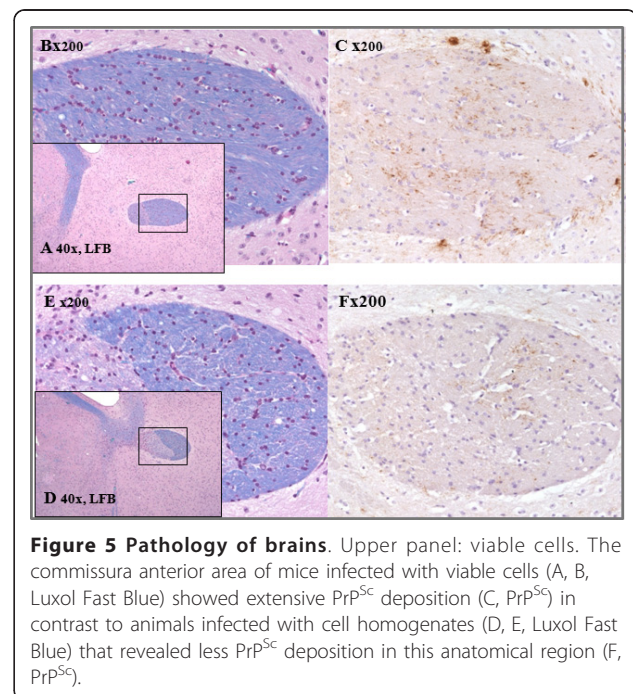 Bx200
C x200
A 40x, LFB
E x200
Fx200
D 40x, LFB
Figure 5 Pathology of brains. Upper panel: viable cells. The
commissura anterior area of mice infected with viable cells (A, B,
Luxol Fast Blue) showed extensive PrPSc deposition (C, PrPSc) in
contrast to animals infected with cell homogenates (D, E, Luxol Fast
Blue) that revealed less PrPSc deposition in this anatomical region (F,
PrPSc).